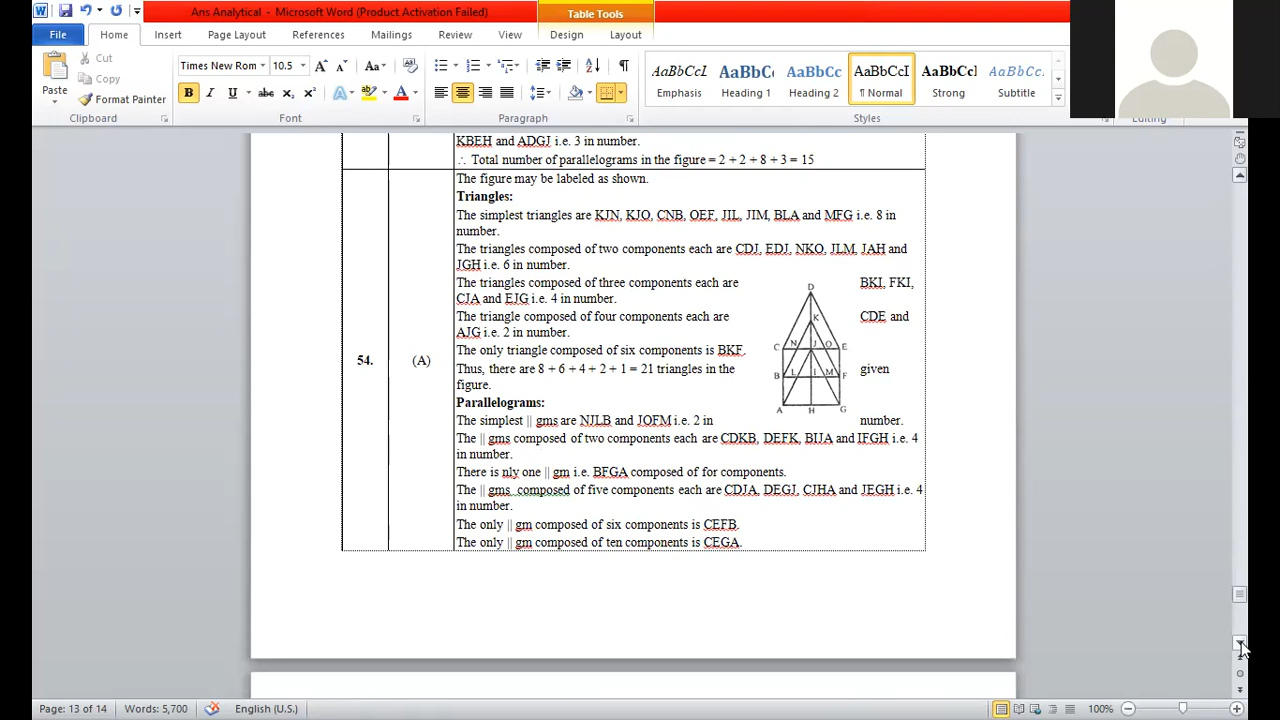 Ans Analytical - Microsoft Word (Product Activation Failed)
Table Tools
File Home Insert Page Layout References Mailings Review View Design Layout
Cut
Copy
Format Painter
Paste
Clipboard
Times New Rom 10.5
Font
Paragraph
AaBbCcI AaBbCc AaBbCc AaBbCcI AaBbCcI AaBbCc.
Emphasis Heading 1 Heading 2 ¶ Normal Strong Subtitle
Styles
Editing
KBEH and ADGJ i.e. 3 in number.
∴ Total number of parallelograms in the figure = 2 + 2 + 8 + 3 = 15
54.
(A)
The figure may be labeled as shown.
Triangles:
The simplest triangles are KJN, KJO, CNB, OEF, JIL, JIM, BLA and MFG i.e. 8 in
number.
The triangles composed of two components each are CDJ, EDJ, NKO, JLM, JAH and
JGH i.e. 6 in number.
The triangles composed of three components each are BKI, FKI,
CJA and EJG i.e. 4 in number.
The triangle composed of four components each are CDE and
AJG i.e. 2 in number.
The only triangle composed of six components is BKF.
Thus, there are 8 + 6 + 4 + 2 + 1 = 21 triangles in the given
figure.
Parallelograms:
The simplest || gms are NJLB and JOFM i.e. 2 in number.
The || gms composed of two components each are CDKB, DEFK, BIJA and IFGH i.e. 4
in number.
There is nly one || gm i.e. BFGA composed of for components.
The || gms composed of five components each are CDJA, DEGJ, CJHA and JEGH i.e. 4
in number.
The only || gm composed of six components is CEFB.
The only || gm composed of ten components is CEGA.
D
K
C N J O E
B L I M F
A H G
Page: 13 of 14 Words: 5,700 English (U.S.) 100%